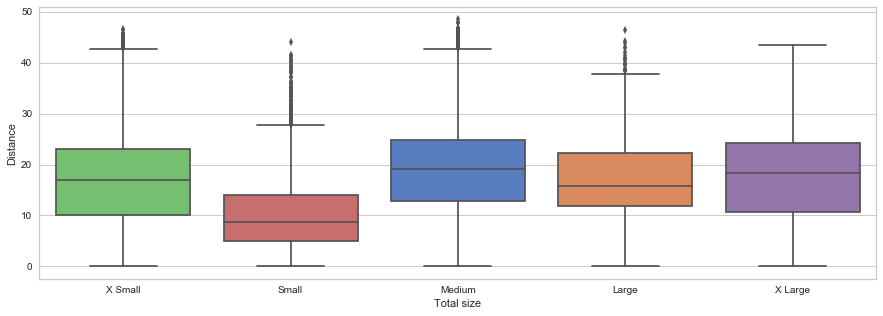 50
40
30
20
10
0
Distance
X Small
Small
Medium
Large
X Large
Total size